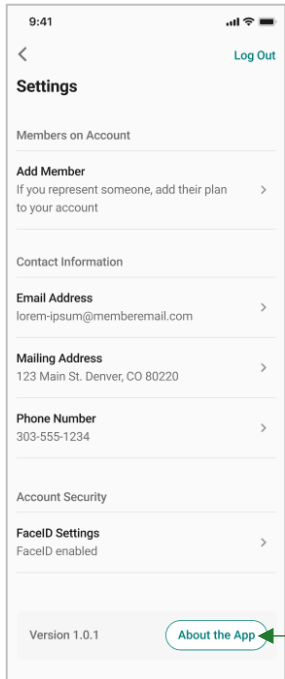 9:41
Log Out
Settings
Members on Account
Add Member
If you represent someone, add their plan
to your account
Contact Information
Email Address
lorem-ipsum@memberemail.com
Mailing Address
123 Main St. Denver, CO 80220
Phone Number
303-555-1234
Account Security
FaceID Settings
FaceID enabled
Version 1.0.1
About the App